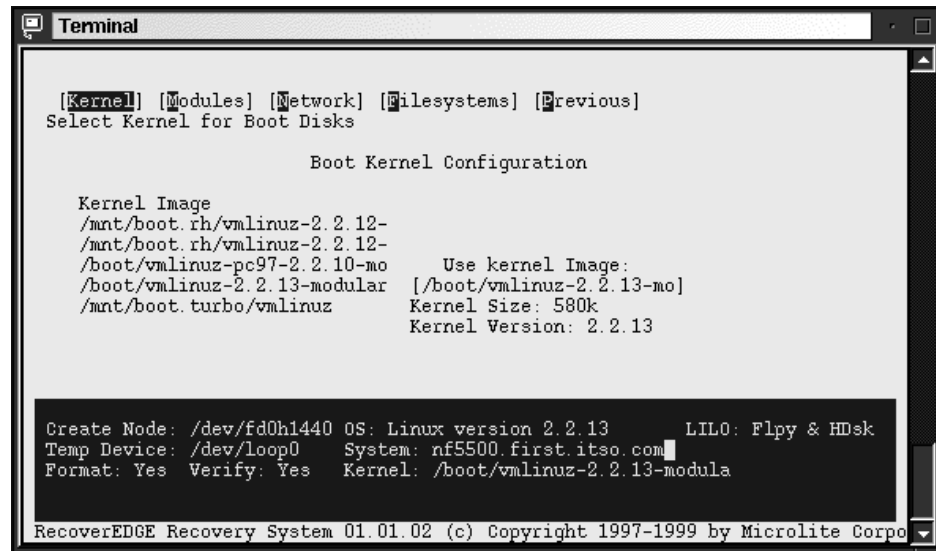 Terminal
[Kernel] [Modules] [Network] [Filesystems] [Previous]
Select Kernel for Boot Disks
Boot Kernel Configuration
Kernel Image
/mnt/boot.rh/vmlinuz-2.2.12-
/mnt/boot.rh/vmlinuz-2.2.12-
/boot/vmlinuz-pc97-2.2.10-mo Use kernel Image:
/boot/vmlinuz-2.2.13-modular [/boot/vmlinuz-2.2.13-mo]
/mnt/boot.turbo/vmlinuz Kernel Size: 580k
Kernel Version: 2.2.13
Create Node: /dev/fd0h1440 OS: Linux version 2.2.13 LILO: Flpy & HDsk
Temp Device: /dev/loop0 System: nf5500.first.itso.com
Format: Yes Verify: Yes Kernel: /boot/vmlinuz-2.2.13-modula
RecoverEDGE Recovery System 01.01.02 (c) Copyright 1997-1999 by Microlite Corpo